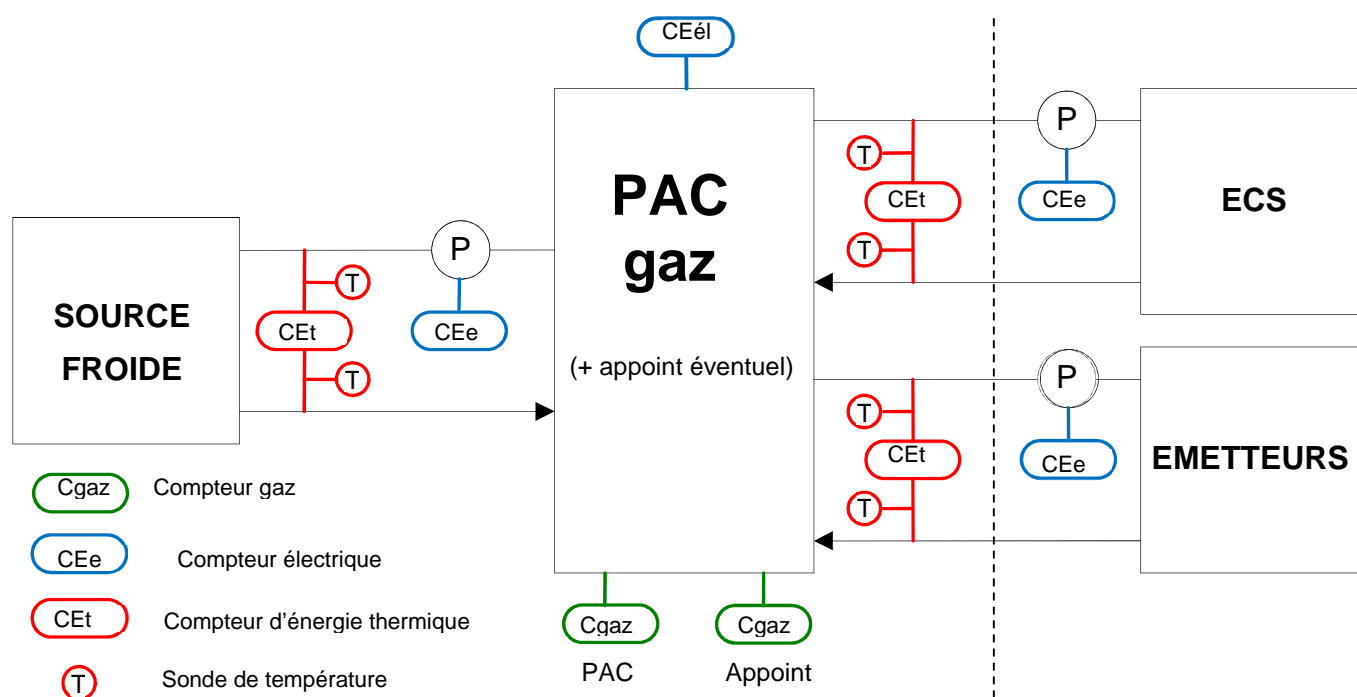 CEél
P
T
PAC
CEt
CEe
ECS
gaz
T
P
T
SOURCE
CEt
CEe
FROIDE
(+ appoint éventuel)
T
P
T
CEt
CEe
EMETTEURS
T
Cgaz Compteur gaz
CEe Compteur électrique
CEt Compteur d'énergie thermique
Cgaz
Cgaz
PAC
Appoint
T Sonde de température